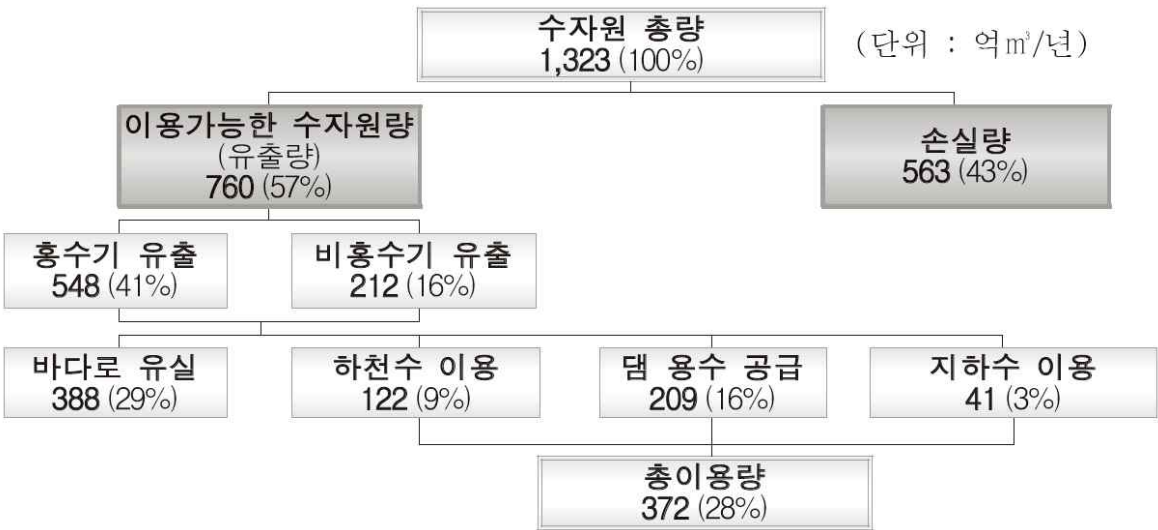 수자원 총량
1,323 (100%)
(단위 : 억㎥/년)
이용가능한 수자원량
(유출량)
760 (57%)
손실량
563 (43%)
홍수기 유출
548 (41%)
비홍수기 유출
212 (16%)
바다로 유실
388 (29%)
하천수 이용
122 (9%)
댐 용수 공급
209 (16%)
지하수 이용
41 (3%)
총이용량
372 (28%)